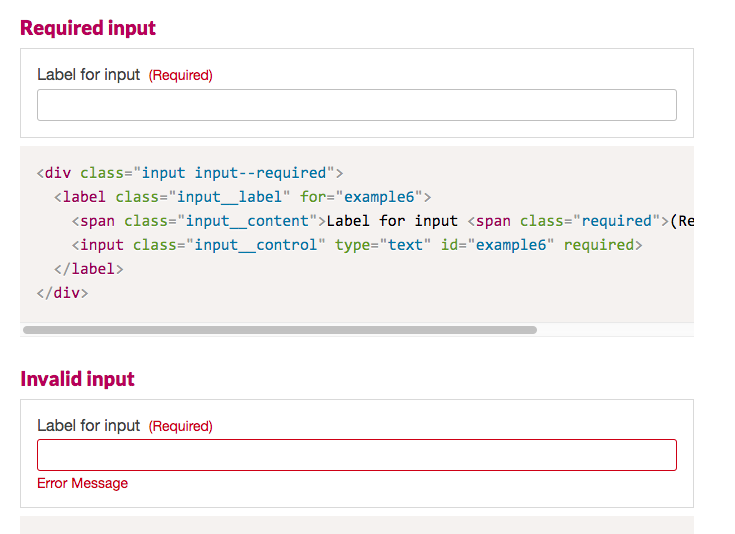 Required input
Label for input (Required)
<div class="input input--required">
<label class="input__label" for="example6">
<span class="input__content">Label for input <span class="required">(Re
<input class="input__control" type="text" id="example6" required>
</label>
</div>
Invalid input
Label for input (Required)
Error Message